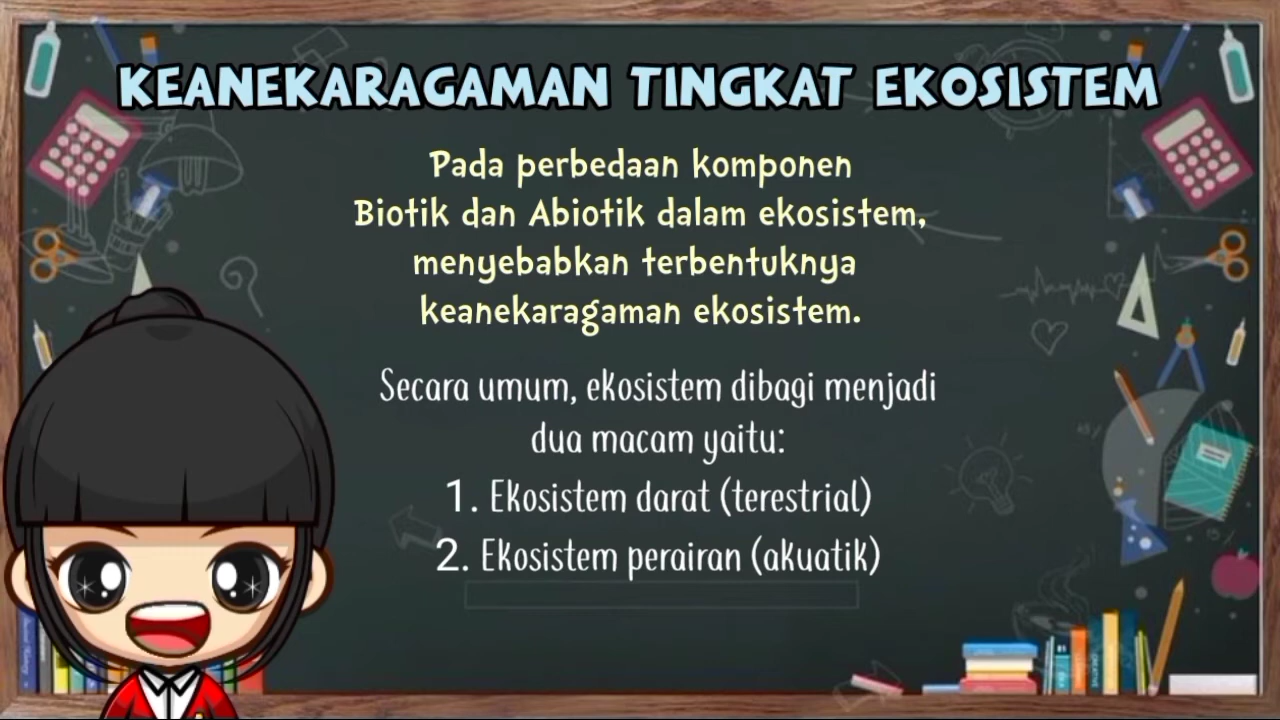 KEANEKARAGAMAN TINGKAT EKOSISTEM
Pada perbedaan komponen
Biotik dan Abiotik dalam ekosistem,
menyebabkan terbentuknya
keanekaragaman ekosistem.
Secara umum, ekosistem dibagi menjadi
dua macam yaitu:
1. Ekosistem darat (terestrial)
2. Ekosistem perairan (akuatik)